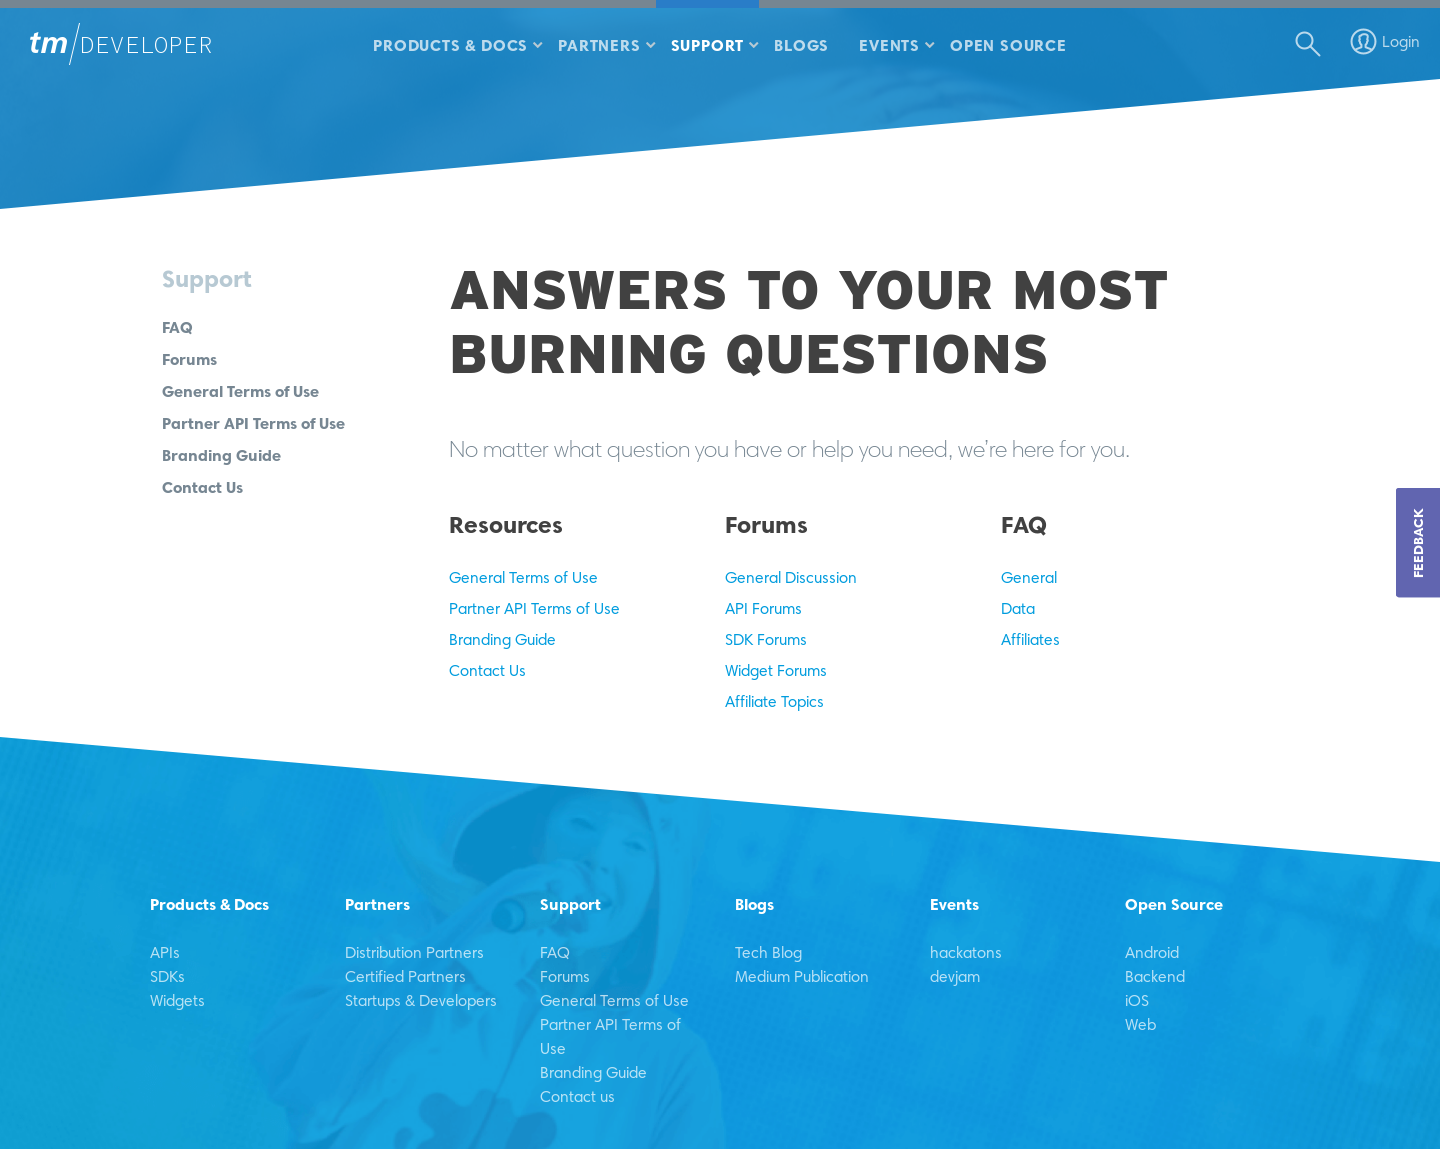 tm/DEVELOPER
PRODUCTS & DOCS
PARTNERS
SUPPORT
BLOGS
EVENTS
OPEN SOURCE
Login
Support
FAQ
Forums
General Terms of Use
Partner API Terms of Use
Branding Guide
Contact Us
ANSWERS TO YOUR MOST
BURNING QUESTIONS
No matter what question you have or help you need, we’re here for you.
Resources
General Terms of Use
Partner API Terms of Use
Branding Guide
Contact Us
Forums
General Discussion
API Forums
SDK Forums
Widget Forums
Affiliate Topics
FAQ
General
Data
Affiliates
FEEDBACK
Products & Docs
APIs
SDKs
Widgets
Partners
Distribution Partners
Certified Partners
Startups & Developers
Support
FAQ
Forums
General Terms of Use
Partner API Terms of
Use
Branding Guide
Contact us
Blogs
Tech Blog
Medium Publication
Events
hackatons
devjam
Open Source
Android
Backend
iOS
Web